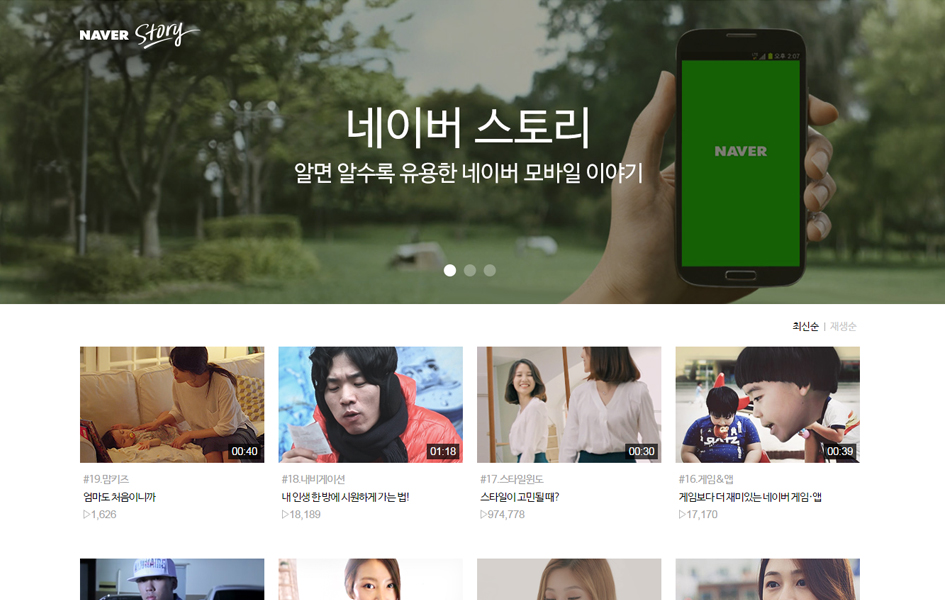 NAVER Story
네이버 스토리
알면 알수록 유용한 네이버 모바일 이야기
오후 2:07
NAVER
최신순 | 재생순
00:40
01:18
00:30
00:39
#19.맘키즈
엄마도 처음이니까
▷1,626
#18.내비게이션
내 인생 한 방에 시원하게 가는 법!
▷18,189
#17.스타일윈도
스타일이 고민될 때?
▷974,778
#16.게임&앱
게임보다 더 재미있는 네이버 게임·앱
▷17,170